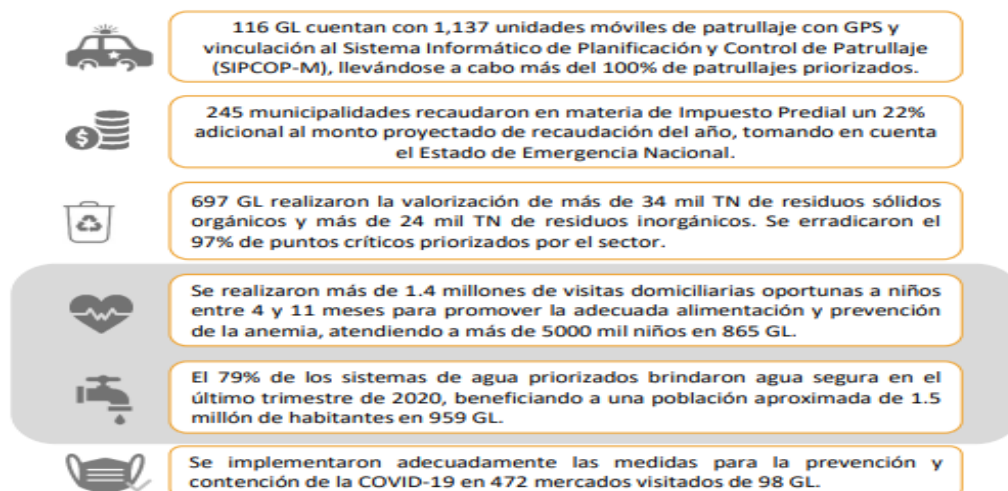 116 GL cuentan con 1,137 unidades móviles de patrullaje con GPS y
vinculación al Sistema Informático de Planificación y Control de Patrullaje
(SIPCOP-M), llevándose a cabo más del 100% de patrullajes priorizados.
245 municipalidades recaudaron en materia de Impuesto Predial un 22%
adicional al monto proyectado de recaudación del año, tomando en cuenta
el Estado de Emergencia Nacional.
697 GL realizaron la valorización de más de 34 mil TN de residuos sólidos
orgánicos y más de 24 mil TN de residuos inorgánicos. Se erradicaron el
97% de puntos críticos priorizados por el sector.
Se realizaron más de 1.4 millones de visitas domiciliarias oportunas a niños
entre 4 y 11 meses para promover la adecuada alimentación y prevención
de la anemia, atendiendo a más de 5000 mil niños en 865 GL.
El 79% de los sistemas de agua priorizados brindaron agua segura en el
último trimestre de 2020, beneficiando a una población aproximada de 1.5
millón de habitantes en 959 GL.
Se implementaron adecuadamente las medidas para la prevención y
contención de la COVID-19 en 472 mercados visitados de 98 GL.